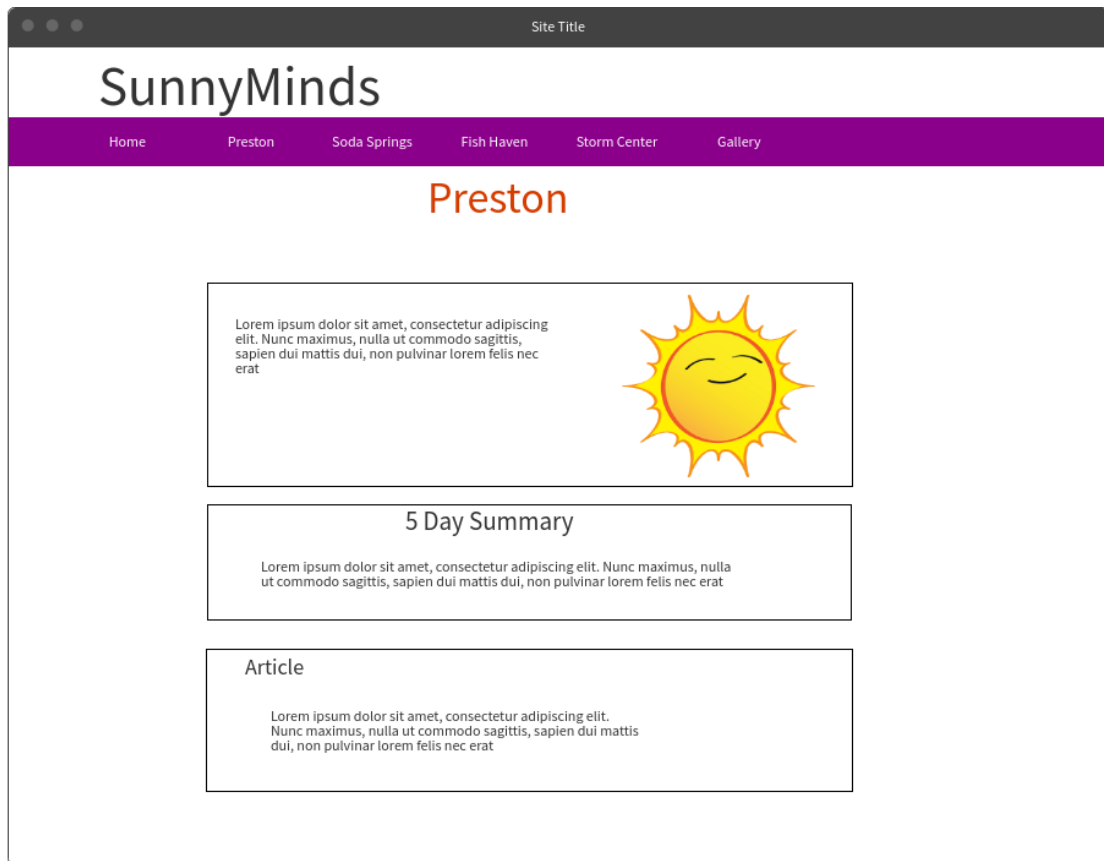 Site Title
SunnyMinds
Home Preston Soda Springs Fish Haven Storm Center Gallery
Preston
Lorem ipsum dolor sit amet, consectetur adipiscing
elit. Nunc maximus, nulla ut commodo sagittis,
sapien dui mattis dui, non pulvinar lorem felis nec
erat
5 Day Summary
Lorem ipsum dolor sit amet, consectetur adipiscing elit. Nunc maximus, nulla
ut commodo sagittis, sapien dui mattis dui, non pulvinar lorem felis nec erat
Article
Lorem ipsum dolor sit amet, consectetur adipiscing elit.
Nunc maximus, nulla ut commodo sagittis, sapien dui mattis
dui, non pulvinar lorem felis nec erat